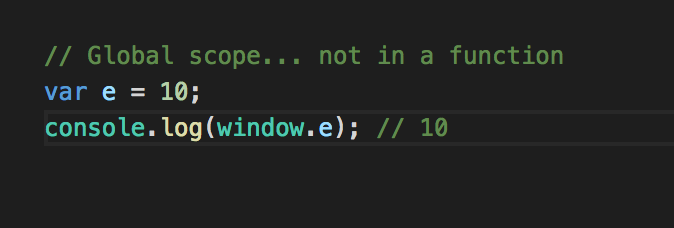 // Global scope... not in a function
var e = 10;
console.log(window.e); // 10